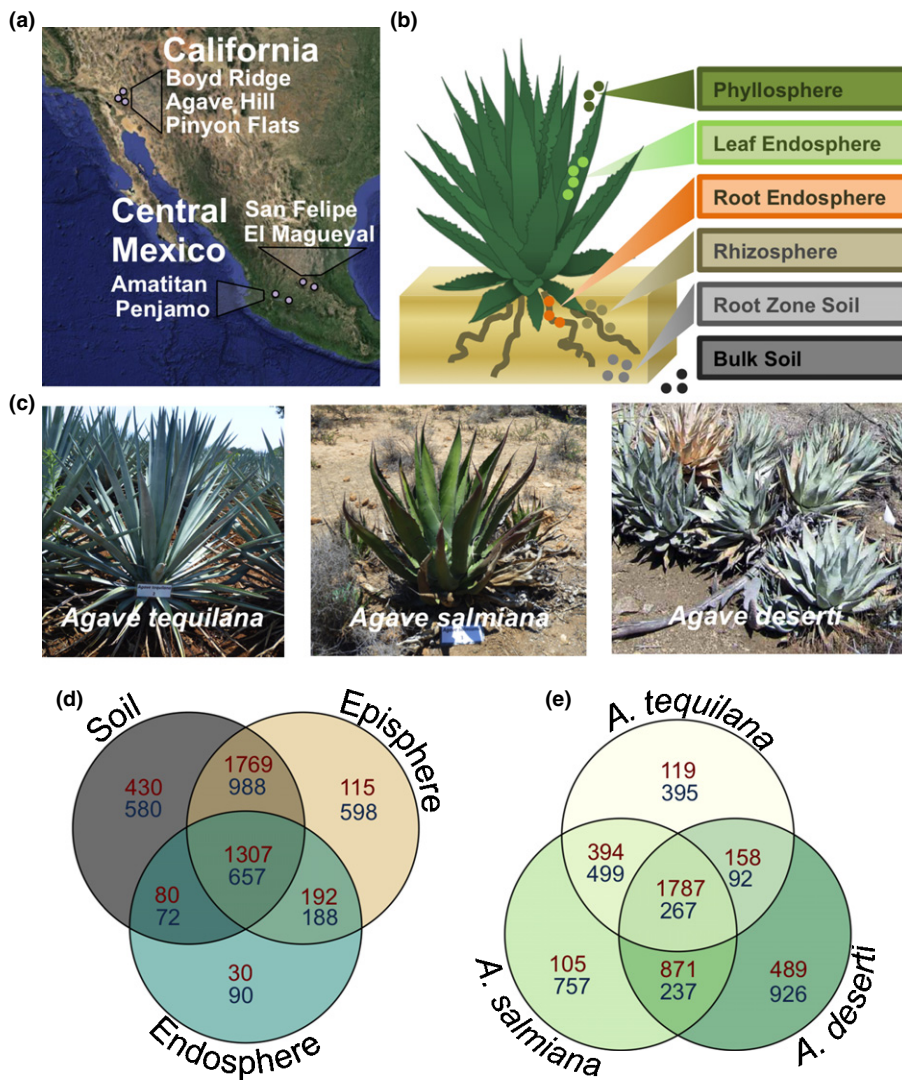 (a)
California
Boyd Ridge
Agave Hill
Pinyon Flats
Central
Mexico
San Felipe
El Magueyal
Amatitan
Penjamo
(b)
Phyllosphere
Leaf Endosphere
Root Endosphere
Rhizosphere
Root Zone Soil
Bulk Soil
(c)
Agave tequilana
Agave salmiana
Agave deserti
(d)
Soil
Episphere
Endosphere
430
580
1769
988
115
598
1307
657
80
72
192
188
30
90
(e)
A. tequilana
A. salmiana
A. deserti
119
395
394
499
158
92
1787
267
105
757
871
237
489
926